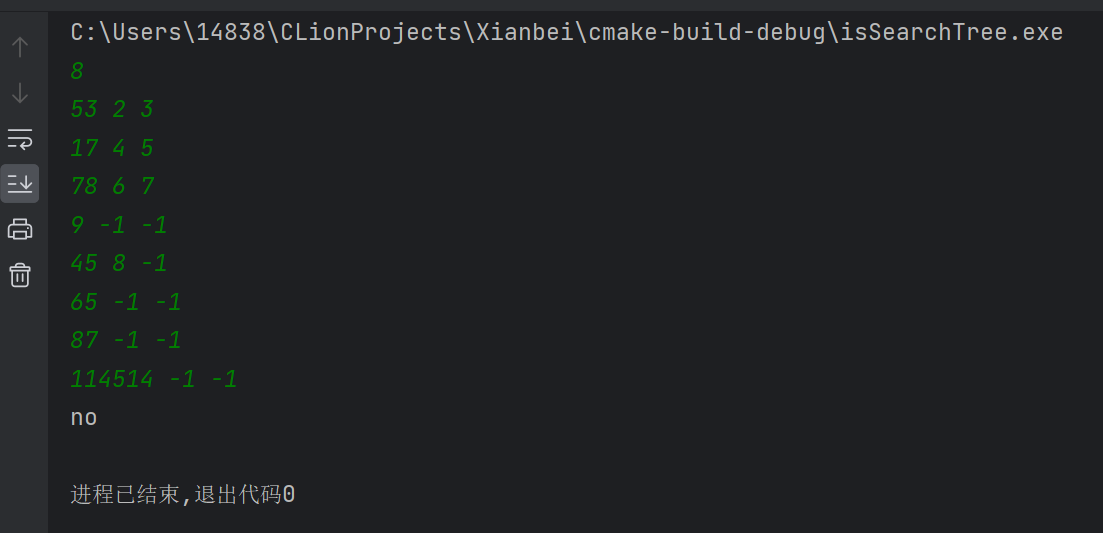 C:\Users\14838\CLionProjects\Xianbei\cmake-build-debug\isSearchTree.exe
8
53 2 3
17 4 5
78 6 7
9 -1 -1
45 8 -1
65 -1 -1
87 -1 -1
114514 -1 -1
no
进程已结束,退出代码0